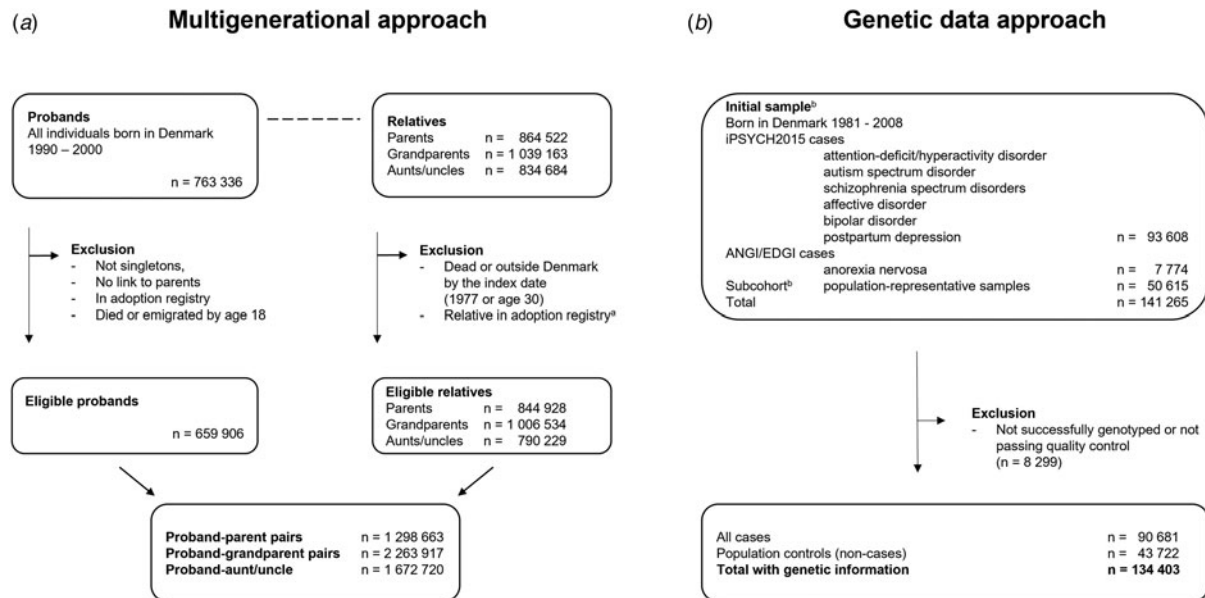 (a) Multigenerational approach
Probands
All individuals born in Denmark
1990 – 2000
n = 763 336
Relatives
Parents n = 864 522
Grandparents n = 1 039 163
Aunts/uncles n = 834 684
Exclusion
- Not singletons,
- No link to parents
- In adoption registry
- Died or emigrated by age 18
Exclusion
- Dead or outside Denmark
by the index date
(1977 or age 30)
- Relative in adoption registryᵃ
Eligible probands
n = 659 906
Eligible relatives
Parents n = 844 928
Grandparents n = 1 006 534
Aunts/uncles n = 790 229
Proband-parent pairs n = 1 298 663
Proband-grandparent pairs n = 2 263 917
Proband-aunt/uncle n = 1 672 720
(b) Genetic data approach
Initial sampleᵇ
Born in Denmark 1981 - 2008
iPSYCH2015 cases
attention-deficit/hyperactivity disorder
autism spectrum disorder
schizophrenia spectrum disorders
affective disorder
bipolar disorder
postpartum depression n = 93 608
ANGI/EDGI cases
anorexia nervosa n = 7 774
Subcohortᵇ population-representative samples n = 50 615
Total n = 141 265
Exclusion
- Not successfully genotyped or not
passing quality control
(n = 8 299)
All cases n = 90 681
Population controls (non-cases) n = 43 722
Total with genetic information n = 134 403